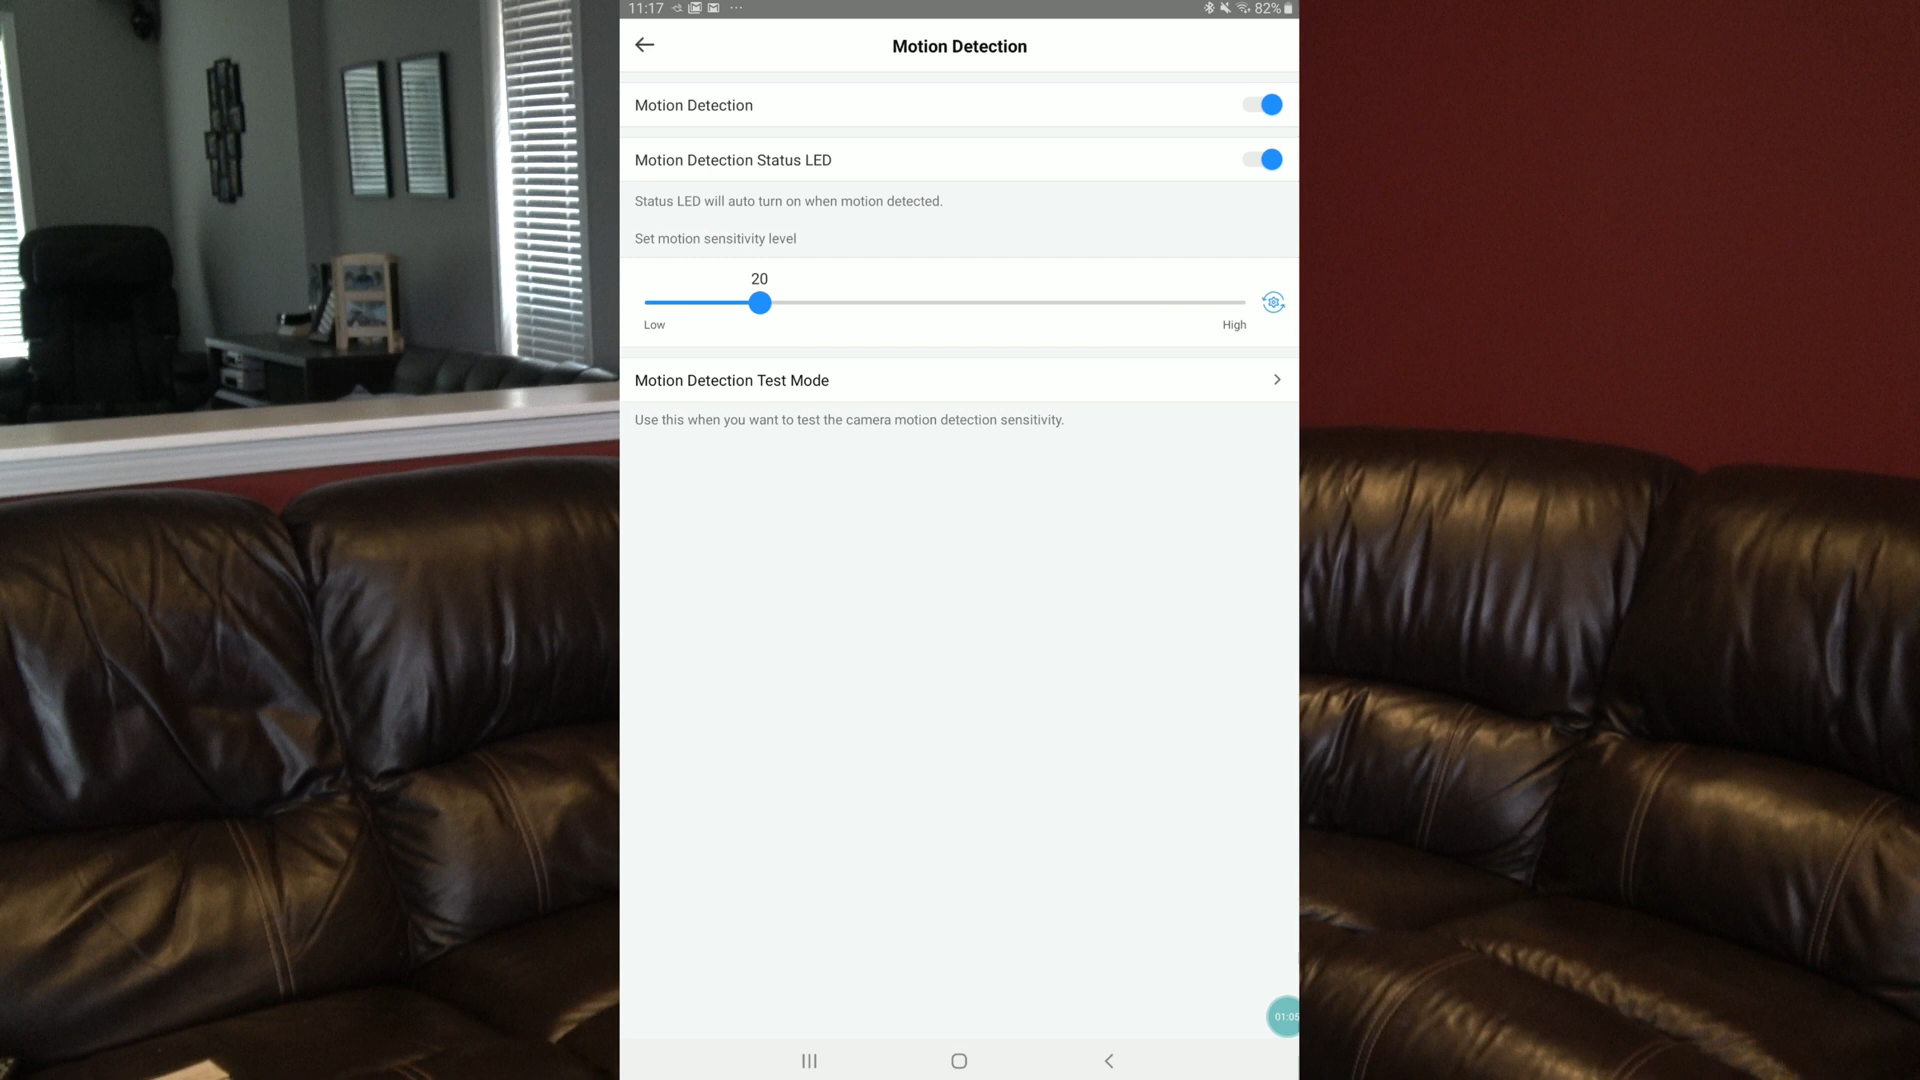 11:17 82%
Motion Detection
Motion Detection
Motion Detection Status LED
Status LED will auto turn on when motion detected.
Set motion sensitivity level
20
Low High
Motion Detection Test Mode
Use this when you want to test the camera motion detection sensitivity.
01:05